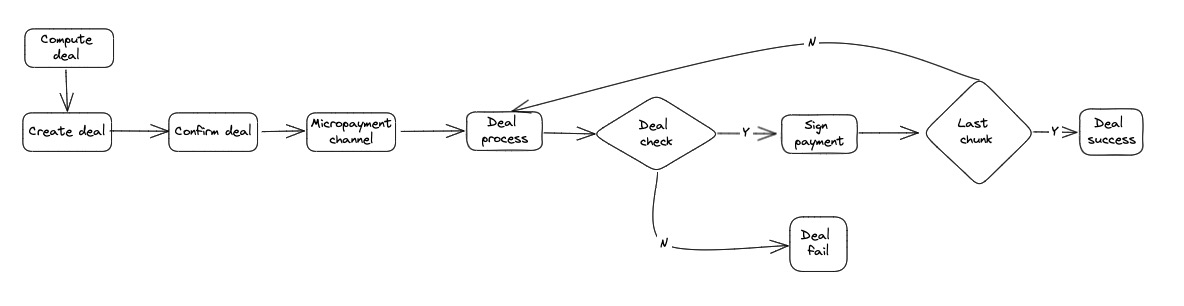 Compute
deal
Create deal
Confirm deal
Micropayment
channel
Deal
process
Deal
check
Y
Sign
payment
Last
chunk
Y
Deal
success
N
N
Deal
fail